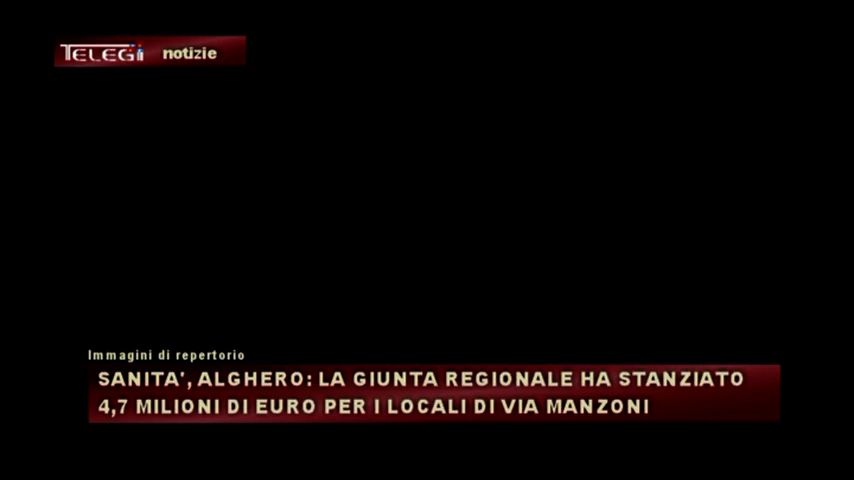 TELEGi notizie
Immagini di repertorio
SANITA', ALGHERO: LA GIUNTA REGIONALE HA STANZIATO
4,7 MILIONI DI EURO PER I LOCALI DI VIA MANZONI